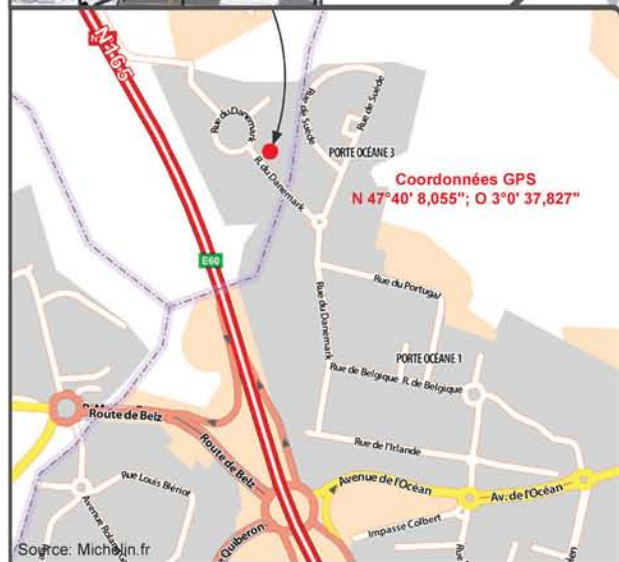 N 165
E60
Rue du Danemark
R. du Danemark
Rue de Suède
Rue de Suède
PORTE OCÉANE 3
Coordonnées GPS
N 47°40' 8,055"; O 3°0' 37,827"
Rue du Portugal
Rue du Danemark
PORTE OCÉANE 1
Rue de Belgique
R. de Belgique
Route de Belz
Route de Belz
Rue de l'Irlande
Rue Louis Blériot
Avenue de l'Océan
Av. de l'Océan
Impasse Colbert
Quiberon
Source: Michelin.fr